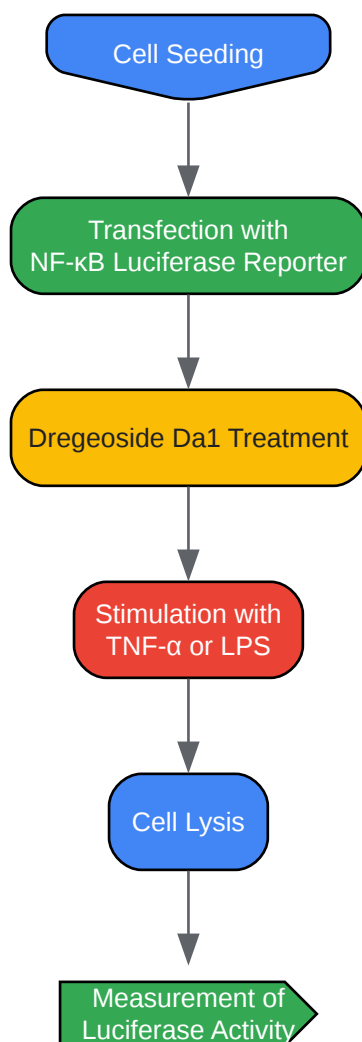 Cell Seeding
Transfection with
NF-κB Luciferase Reporter
Dregeoside Da1 Treatment
Stimulation with
TNF-α or LPS
Cell Lysis
Measurement of
Luciferase Activity